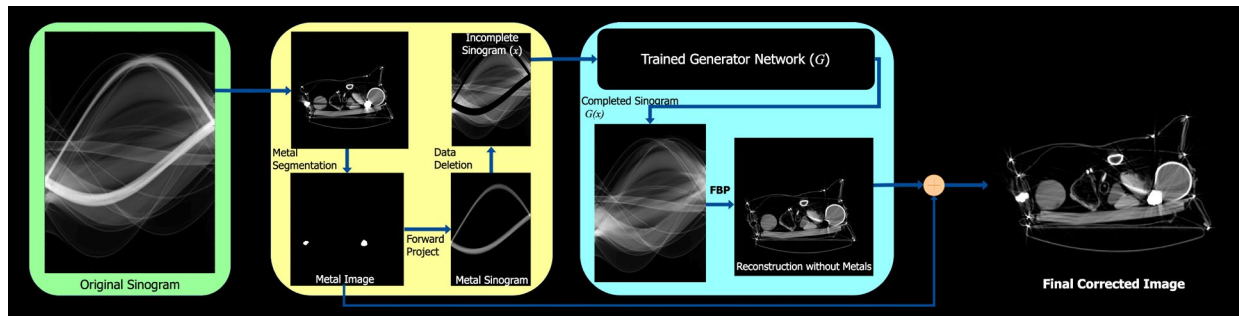 Original Sinogram
Metal
Segmentation
Metal Image
Forward
Project
Metal Sinogram
Data
Deletion
Incomplete
Sinogram (x)
Trained Generator Network (G)
Completed Sinogram
G(x)
FBP
Reconstruction without Metals
Final Corrected Image